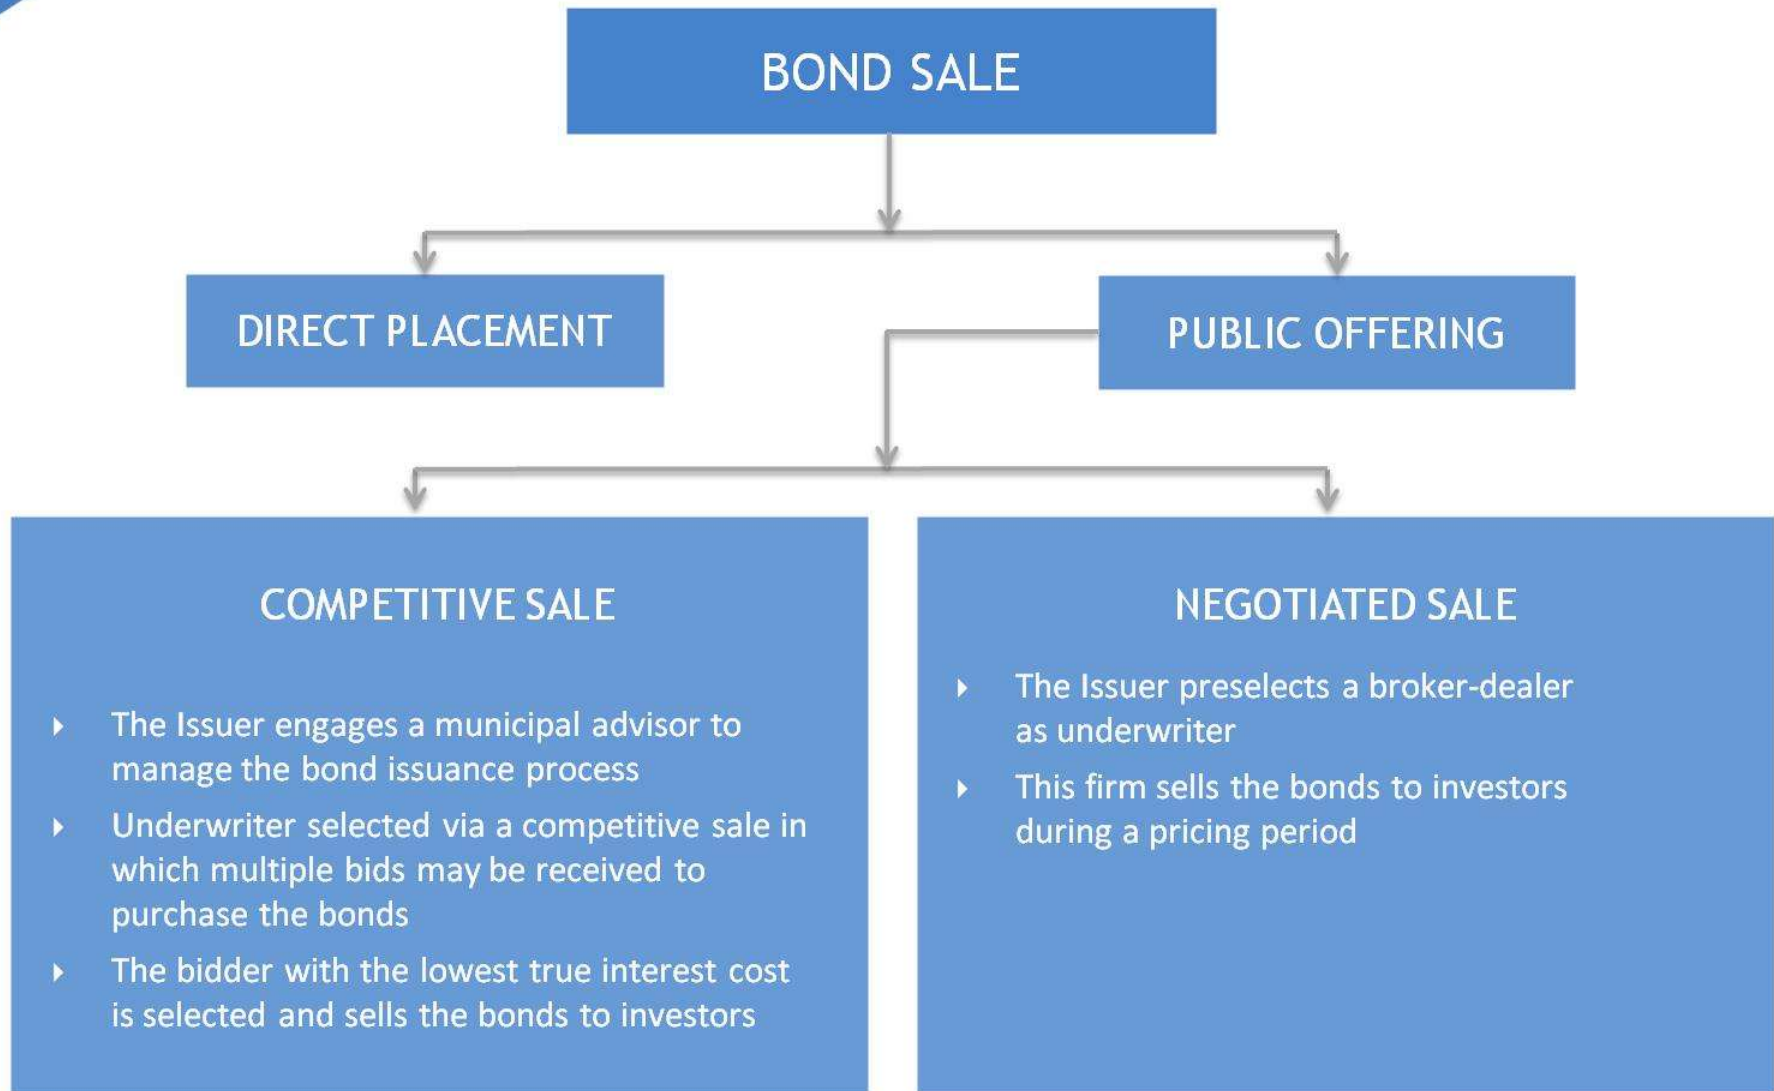 BOND SALE
DIRECT PLACEMENT
PUBLIC OFFERING
COMPETITIVE SALE
The Issuer engages a municipal advisor to
manage the bond issuance process
Underwriter selected via a competitive sale in
which multiple bids may be received to
purchase the bonds
The bidder with the lowest true interest cost
is selected and sells the bonds to investors
NEGOTIATED SALE
The Issuer preselects a broker-dealer
as underwriter
This firm sells the bonds to investors
during a pricing period